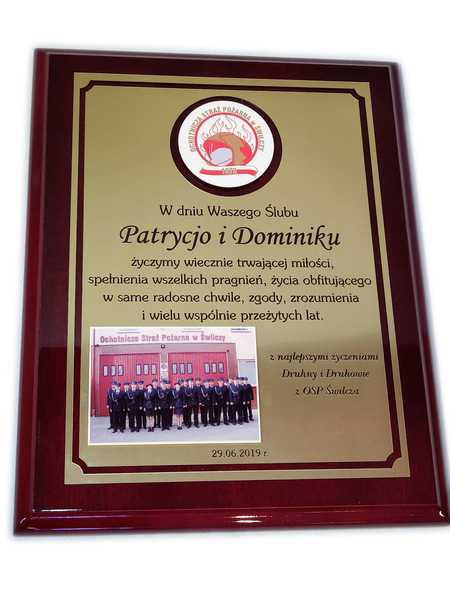 OCHOTNICZA STRAŻ POŻARNA W ŚWILCZY
W dniu Waszego Ślubu
Patrycjo i Dominiku
życzymy wiecznie trwającej miłości,
spełnienia wszelkich pragnień, życia obfitującego
w same radosne chwile, zgody, zrozumienia
i wielu wspólnie przeżytych lat.
Ochotnicza Straż Pożarna w Świlczy
z najlepszymi życzeniami
Druhny i Druhowie
z OSP Świlcza
29.06.2019 r.